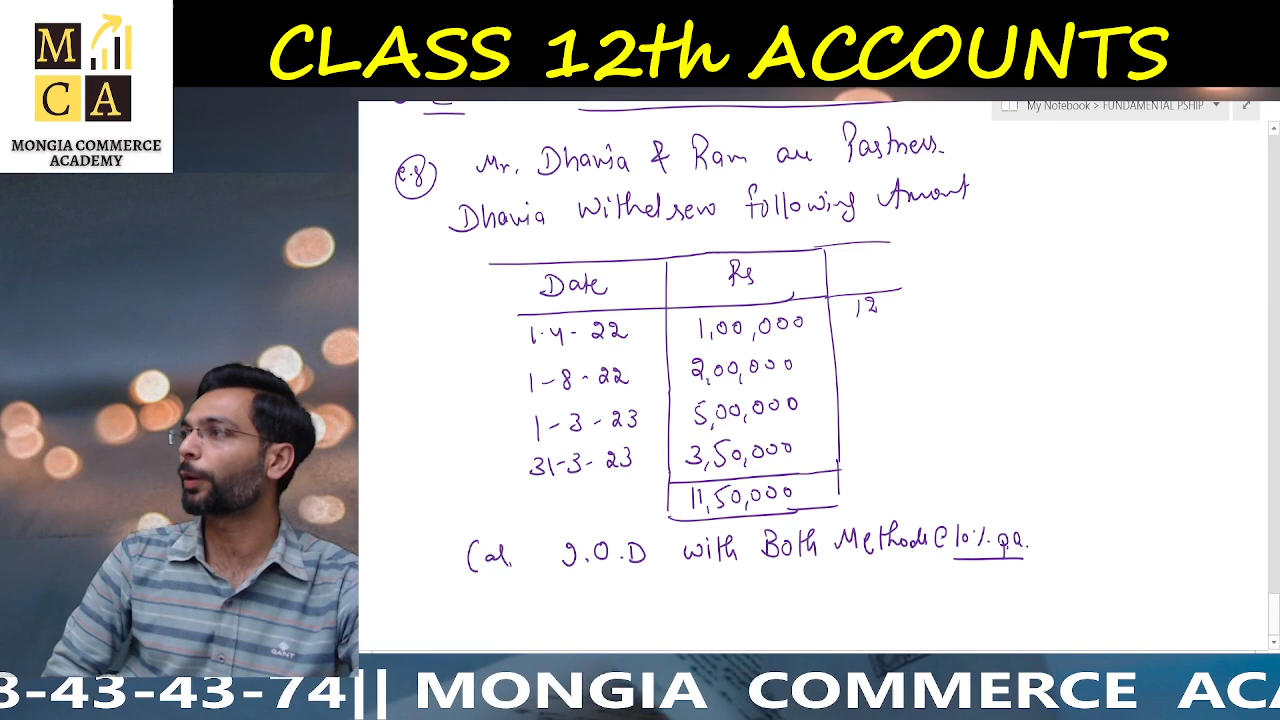 M
C A
MONGIA COMMERCE
ACADEMY
CLASS 12th ACCOUNTS
My Notebook > FUNDAMENTAL PSHIP
e.g Mr. Dhavia & Ram are Partners.
Dhavia Withdrew following Amount
Date Rs
12
1-4-22 1,00,000
1-8-22 2,00,000
1-3-23 5,00,000
31-3-23 3,50,000
11,50,000
Cal. I.O.D with Both Methods @ 10% p.a.
GANT
8-43-43-74|| MONGIA COMMERCE ACA